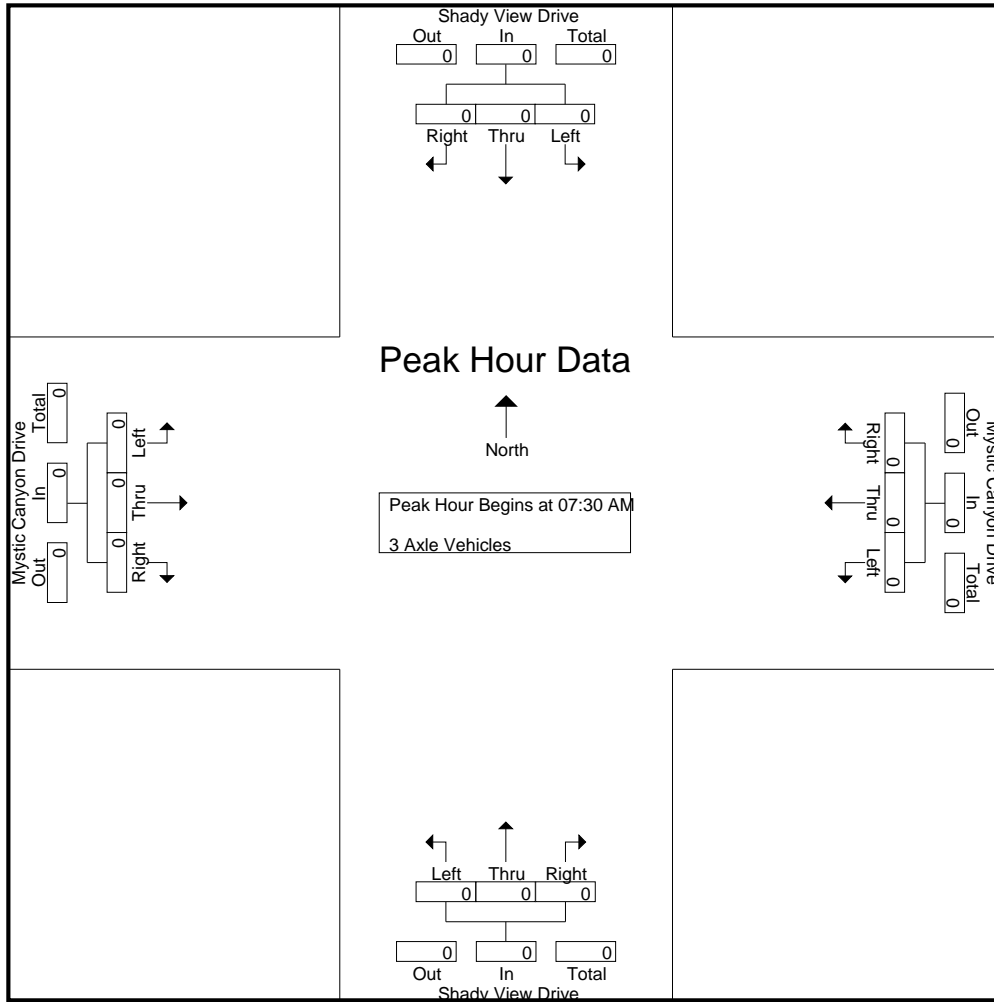 Shady View Drive
Out In Total
0 0 0
0 0 0
Right Thru Left
Peak Hour Data
North
Peak Hour Begins at 07:30 AM
3 Axle Vehicles
Mystic Canyon Drive
Out In Total
0 0 0
0 0 0
Right Thru Left
Mystic Canyon Drive
Total In Out
0 0 0
0 0 0
Left Thru Right
Left Thru Right
0 0 0
0 0 0
Out In Total
Shady View Drive